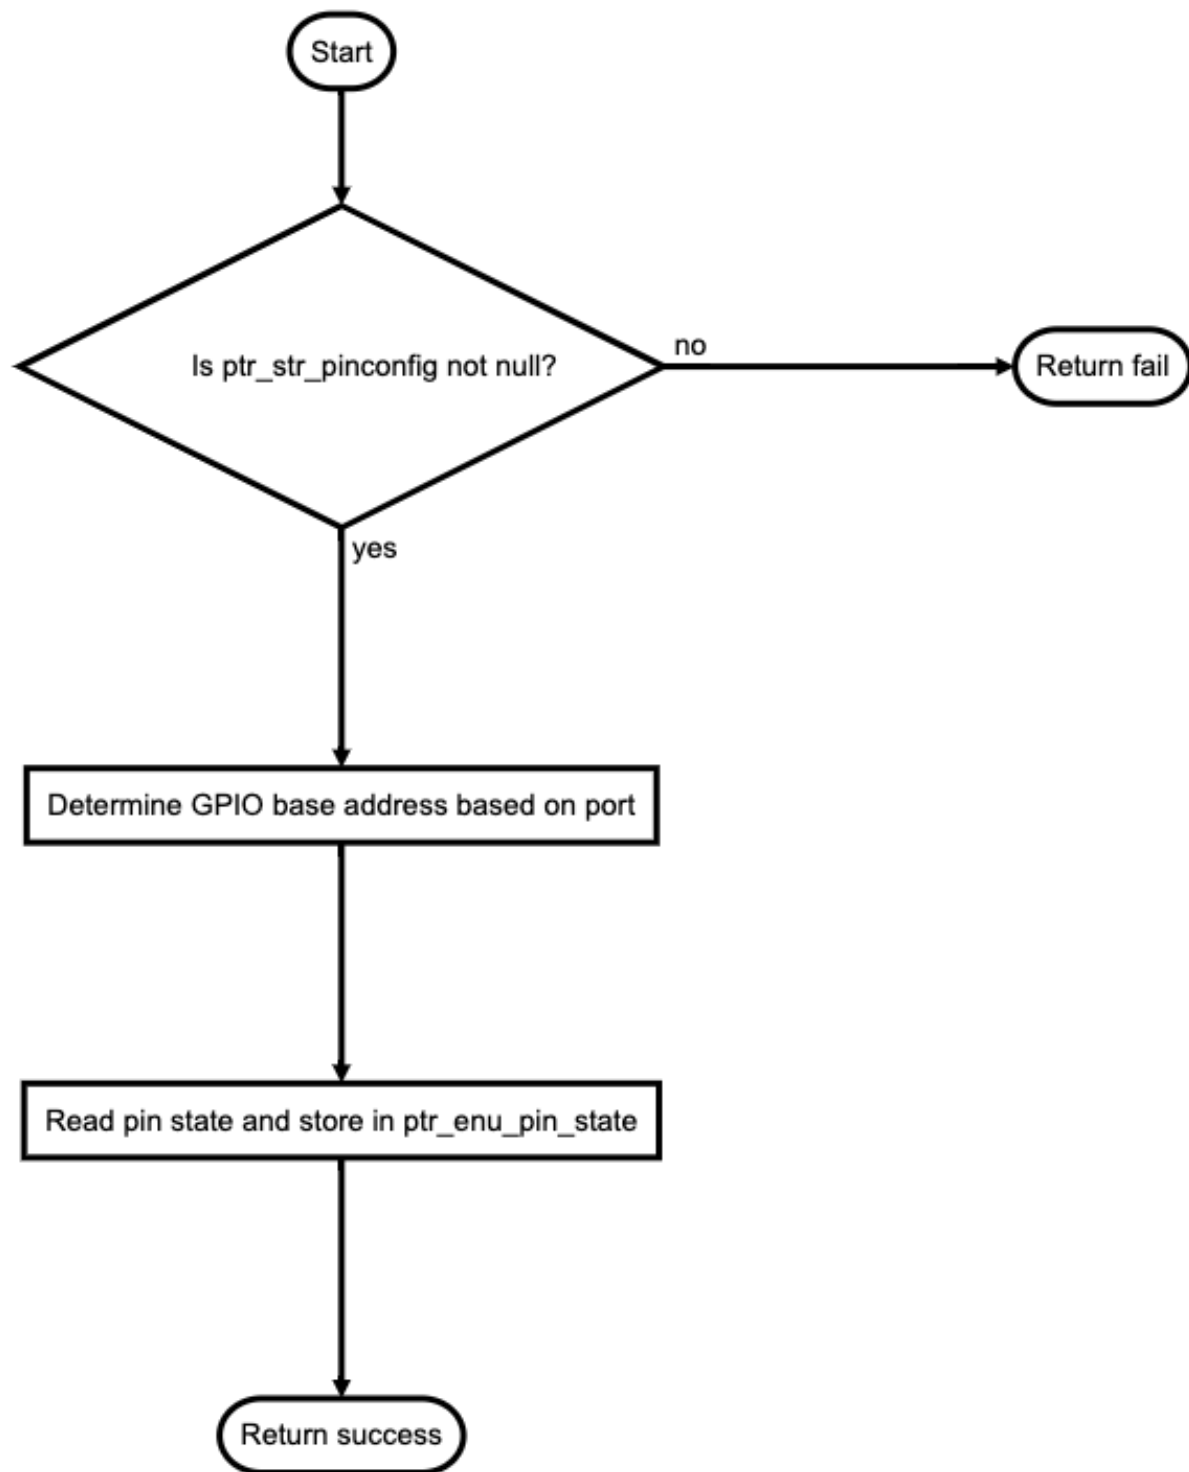 Start
Is ptr_str_pinconfig not null?
no
Return fail
yes
Determine GPIO base address based on port
Read pin state and store in ptr_enu_pin_state
Return success